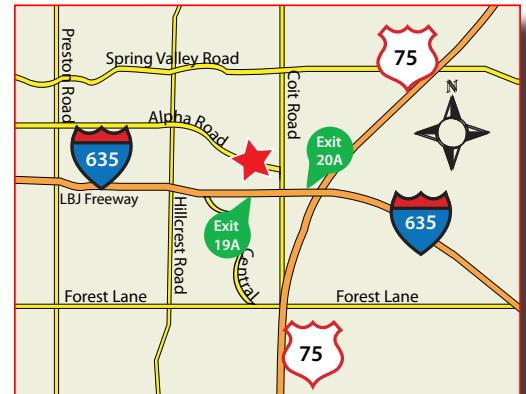 Preston Road
Spring Valley Road
75
N
Coit Road
Alpha Road
635
Exit
20A
LBJ Freeway
Hillcrest Road
Exit
19A
Central
635
Forest Lane
Forest Lane
75